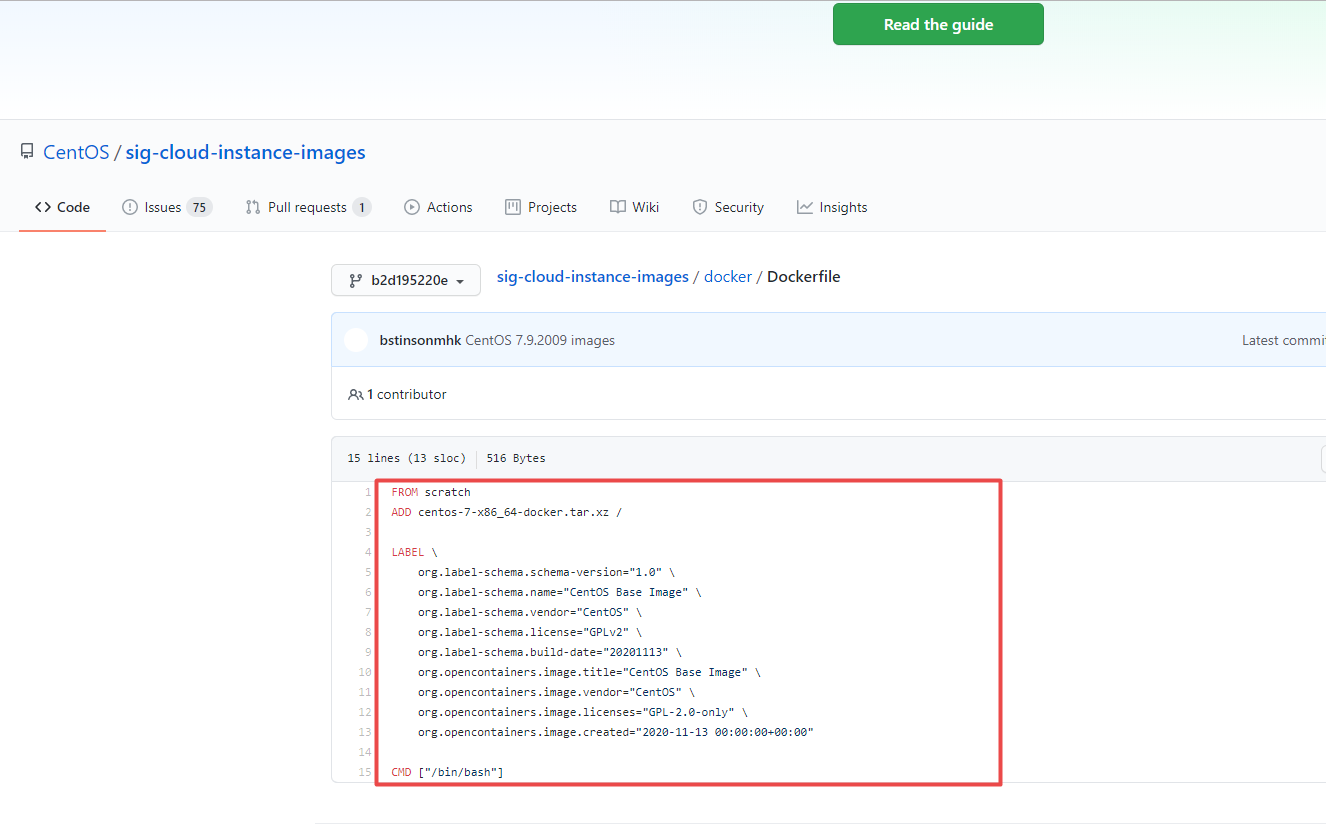 Read the guide
CentOS / sig-cloud-instance-images
Code Issues 75 Pull requests 1 Actions Projects Wiki Security Insights
b2d195220e sig-cloud-instance-images / docker / Dockerfile
bstinsonmhk CentOS 7.9.2009 images Latest commi
1 contributor
15 lines (13 sloc) 516 Bytes
1 FROM scratch
2 ADD centos-7-x86_64-docker.tar.xz /
3
4 LABEL \
5 org.label-schema.schema-version="1.0" \
6 org.label-schema.name="CentOS Base Image" \
7 org.label-schema.vendor="CentOS" \
8 org.label-schema.license="GPLv2" \
9 org.label-schema.build-date="20201113" \
10 org.opencontainers.image.title="CentOS Base Image" \
11 org.opencontainers.image.vendor="CentOS" \
12 org.opencontainers.image.licenses="GPL-2.0-only" \
13 org.opencontainers.image.created="2020-11-13 00:00:00+00:00"
14
15 CMD ["/bin/bash"]